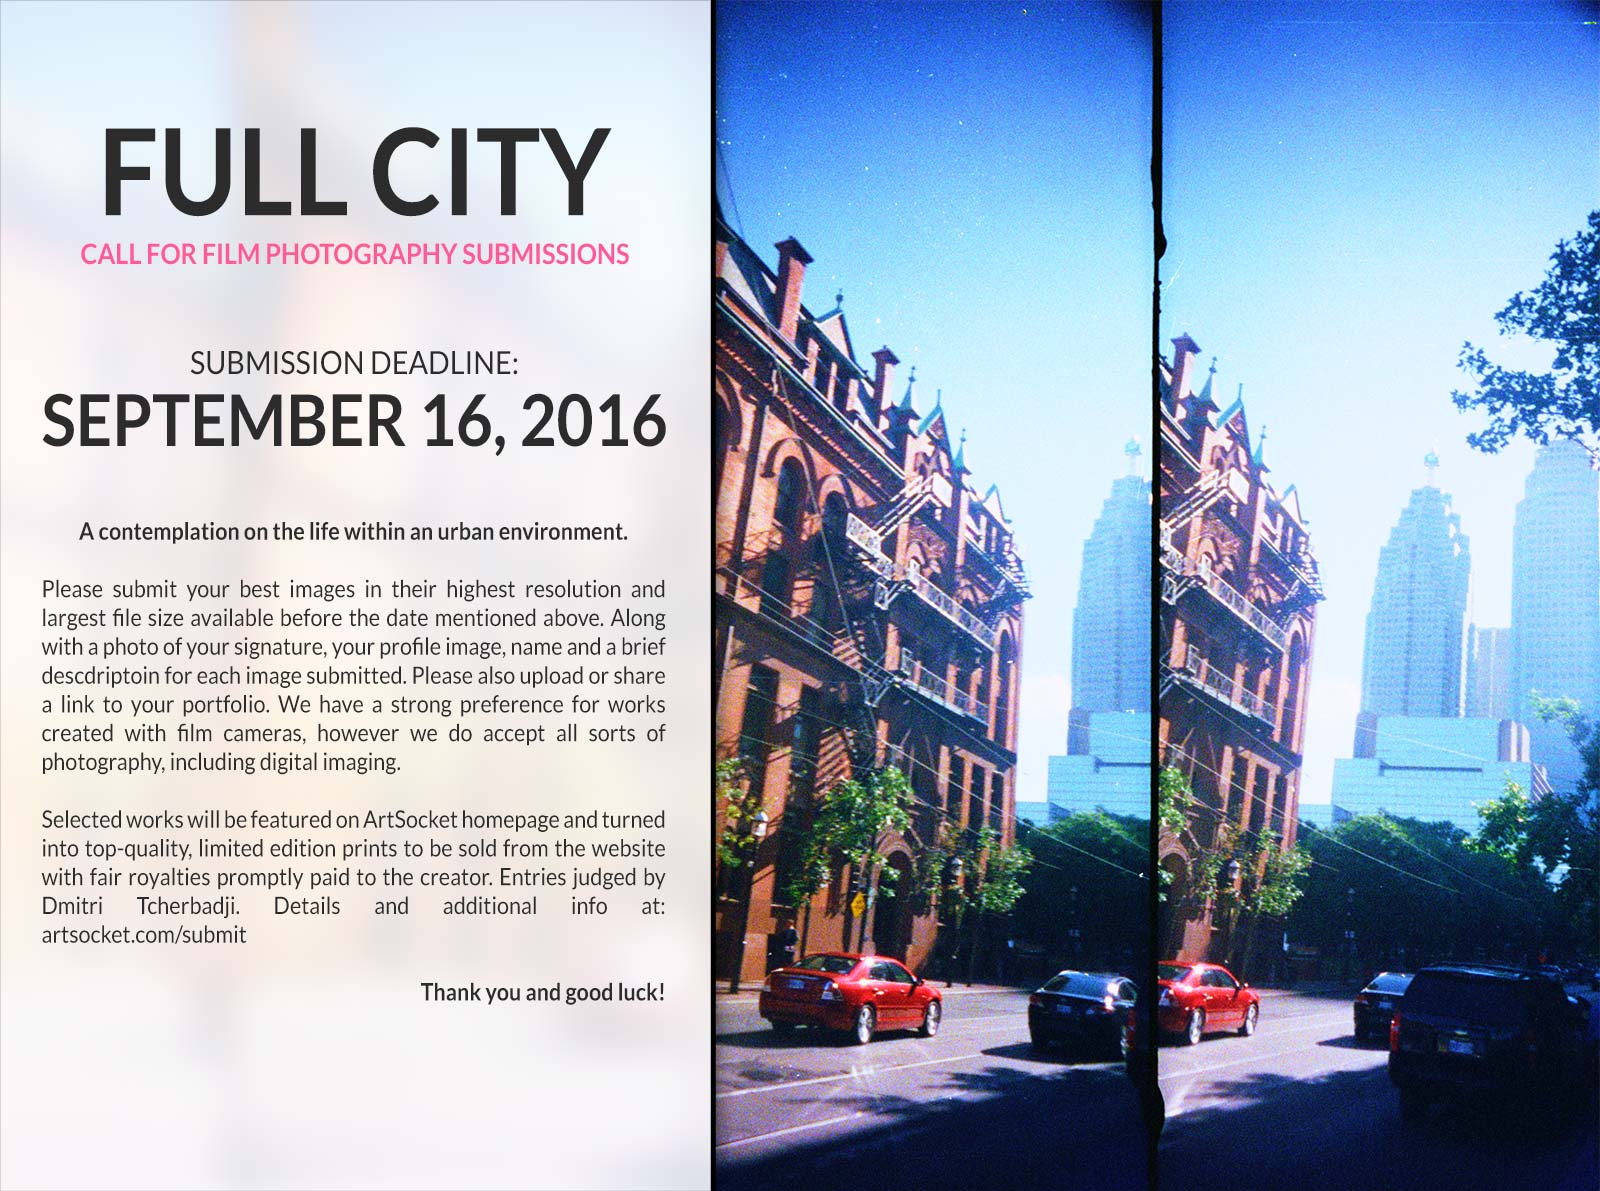 FULL CITY
CALL FOR FILM PHOTOGRAPHY SUBMISSIONS
SUBMISSION DEADLINE:
SEPTEMBER 16, 2016
A contemplation on the life within an urban environment.
Please submit your best images in their highest resolution and
largest file size available before the date mentioned above. Along
with a photo of your signature, your profile image, name and a brief
descdriptoin for each image submitted. Please also upload or share
a link to your portfolio. We have a strong preference for works
created with film cameras, however we do accept all sorts of
photography, including digital imaging.
Selected works will be featured on ArtSocket homepage and turned
into top-quality, limited edition prints to be sold from the website
with fair royalties promptly paid to the creator. Entries judged by
Dmitri Tcherbadji. Details and additional info at:
artsocket.com/submit
Thank you and good luck!